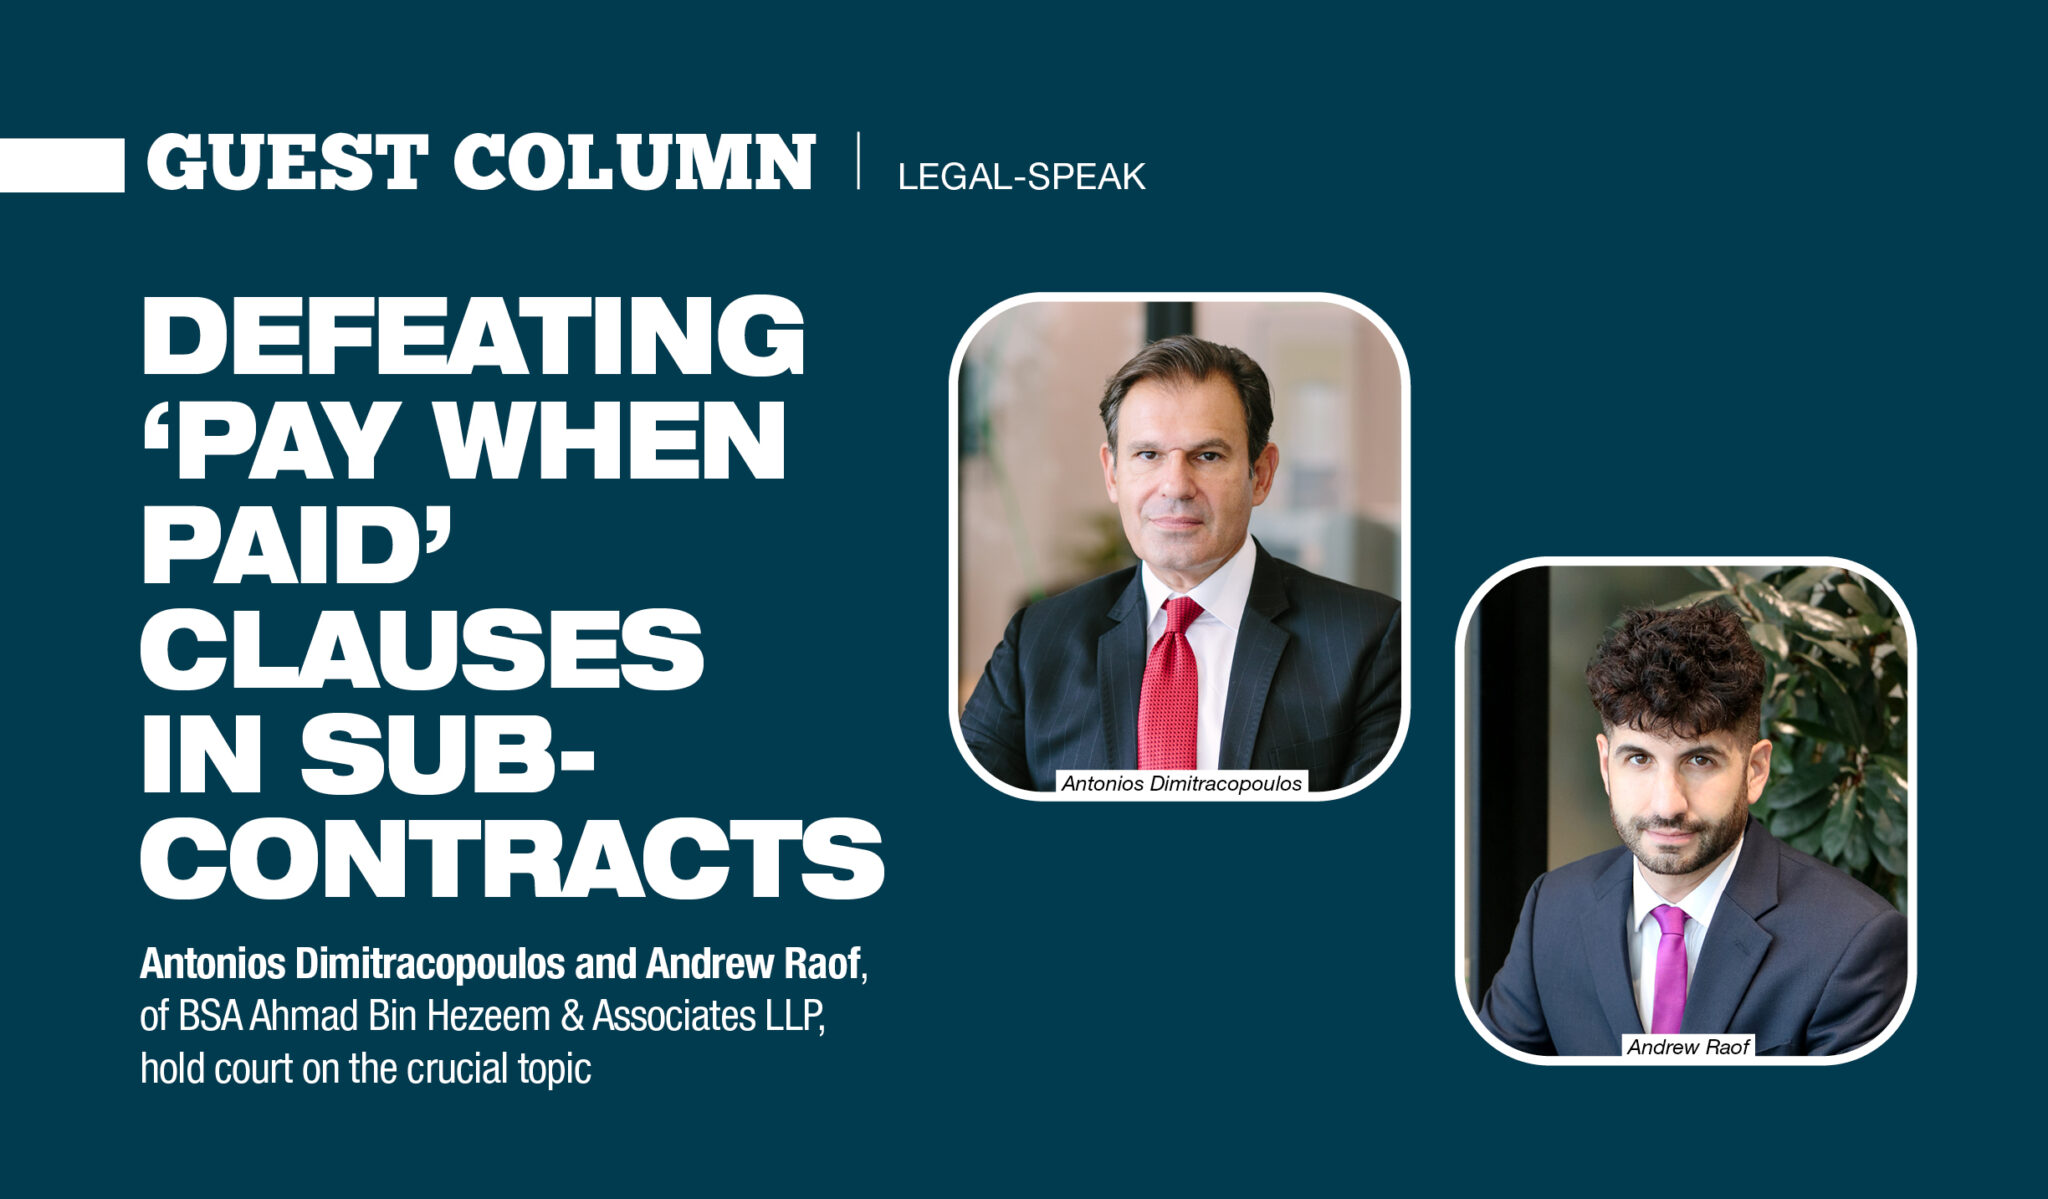 GUEST COLUMN
LEGAL-SPEAK
DEFEATING
‘PAY WHEN
PAID’
CLAUSES
IN SUB-
CONTRACTS
Antonios Dimitracopoulos and Andrew Raof,
of BSA Ahmad Bin Hezeem & Associates LLP,
hold court on the crucial topic
Antonios Dimitracopoulos
Andrew Raof